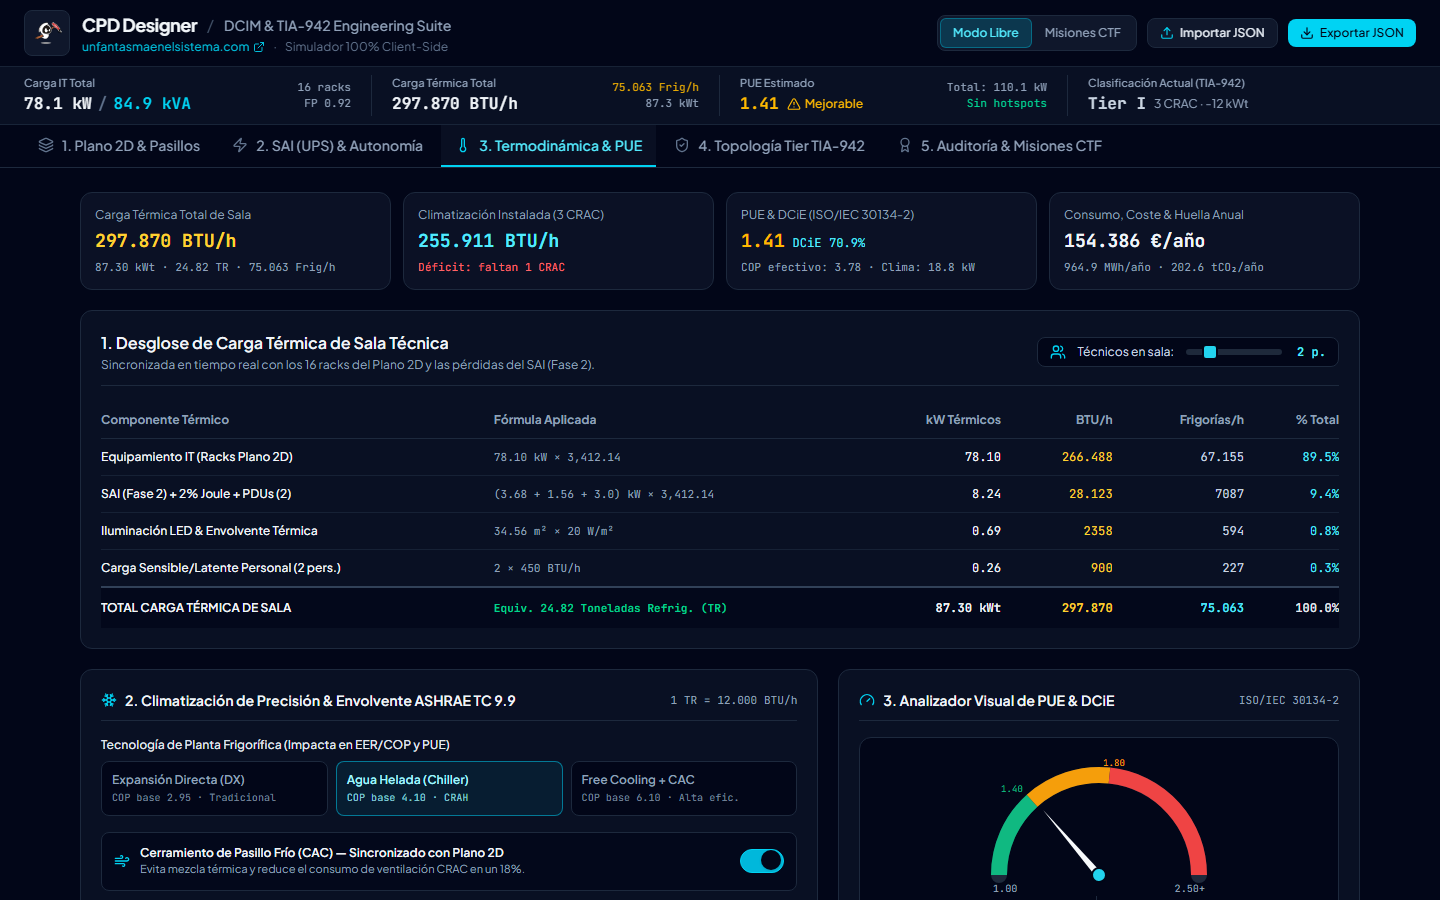 CPD Designer / DCIM & TIA-942 Engineering Suite
unfantasmaenelsistema.com · Simulador 100% Client-Side
Modo Libre
Misiones CTF
Importar JSON
Exportar JSON
Carga IT Total
78.1 kW / 84.9 kVA
16 racks
FP 0.92
Carga Térmica Total
297.870 BTU/h
75.063 Frig/h
87.3 kWt
PUE Estimado
1.41 Mejorable
Total: 110.1 kW
Sin hotspots
Clasificación Actual (TIA-942)
Tier I 3 CRAC · -12 kWt
1. Plano 2D & Pasillos
2. SAI (UPS) & Autonomía
3. Termodinámica & PUE
4. Topología Tier TIA-942
5. Auditoría & Misiones CTF
Carga Térmica Total de Sala
297.870 BTU/h
87.30 kWt · 24.82 TR · 75.063 Frig/h
Climatización Instalada (3 CRAC)
255.911 BTU/h
Déficit: faltan 1 CRAC
PUE & DCiE (ISO/IEC 30134-2)
1.41 DCiE 70.9%
COP efectivo: 3.78 · Clima: 18.8 kW
Consumo, Coste & Huella Anual
154.386 €/año
964.9 MWh/año · 202.6 tCO₂/año
1. Desglose de Carga Térmica de Sala Técnica
Sincronizada en tiempo real con los 16 racks del Plano 2D y las pérdidas del SAI (Fase 2).
Técnicos en sala: 2 p.
Componente Térmico Fórmula Aplicada kW Térmicos BTU/h Frigorías/h % Total
Equipamiento IT (Racks Plano 2D) 78.10 kW × 3,412.14 78.10 266.488 67.155 89.5%
SAI (Fase 2) + 2% Joule + PDUs (2) (3.68 + 1.56 + 3.0) kW × 3,412.14 8.24 28.123 7087 9.4%
Iluminación LED & Envolvente Térmica 34.56 m² × 20 W/m² 0.69 2358 594 0.8%
Carga Sensible/Latente Personal (2 pers.) 2 × 450 BTU/h 0.26 900 227 0.3%
TOTAL CARGA TÉRMICA DE SALA Equiv. 24.82 Toneladas Refrig. (TR) 87.30 kWt 297.870 75.063 100.0%
2. Climatización de Precisión & Envolvente ASHRAE TC 9.9
1 TR = 12.000 BTU/h
Tecnología de Planta Frigorífica (Impacta en EER/COP y PUE)
Expansión Directa (DX)
COP base 2.95 · Tradicional
Agua Helada (Chiller)
COP base 4.10 · CRAH
Free Cooling + CAC
COP base 6.10 · Alta efic.
Cerramiento de Pasillo Frío (CAC) — Sincronizado con Plano 2D
Evita mezcla térmica y reduce el consumo de ventilación CRAC en un 18%.
3. Analizador Visual de PUE & DCiE
ISO/IEC 30134-2
1.80
1.40
1.00
2.50+